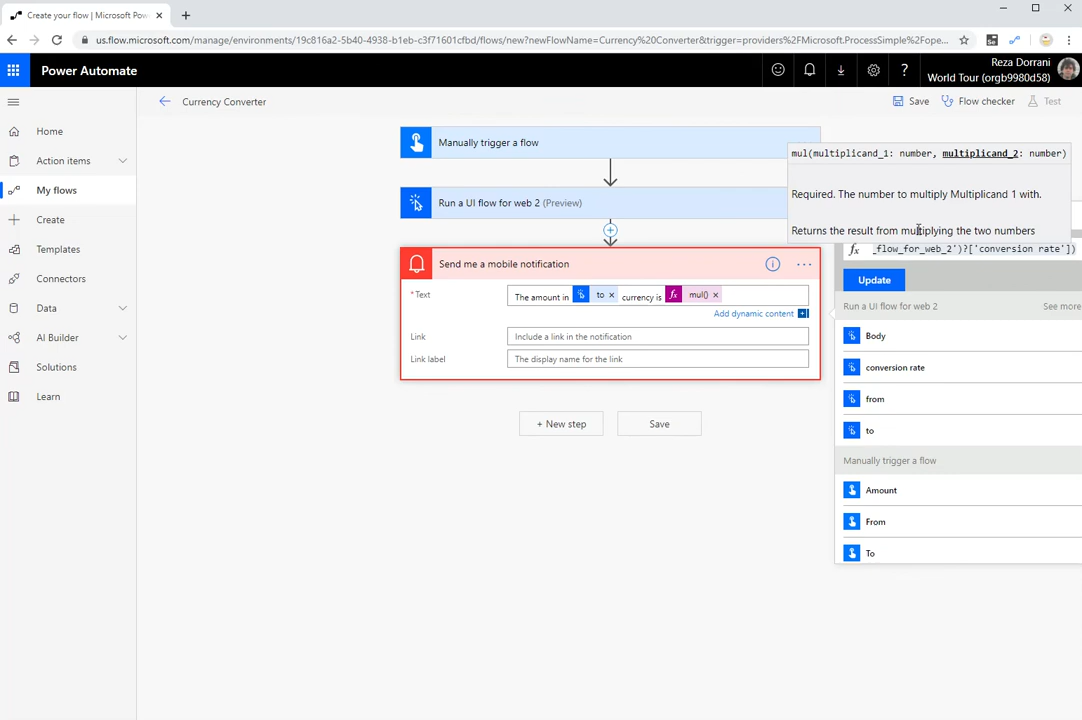 Create your flow | Microsoft Pow
us.flow.microsoft.com/manage/environments/19c816a2-5b40-4938-b1eb-c3f71601cfbd/flows/new?newFlowName=Currency%20Converter&trigger=providers%2FMicrosoft.ProcessSimple%2Fope...
Power Automate
Reza Dorrani
World Tour (orgb9980d58)
Currency Converter
Save
Flow checker
Test
Home
Action items
My flows
Create
Templates
Connectors
Data
AI Builder
Solutions
Learn
Manually trigger a flow
Run a UI flow for web 2 (Preview)
Send me a mobile notification
* Text
The amount in to × currency is fx mul() ×
Add dynamic content
Link
Include a link in the notification
Link label
The display name for the link
+ New step
Save
mul(multiplicand_1: number, multiplicand_2: number)
Required. The number to multiply Multiplicand 1 with.
Returns the result from multiplying the two numbers
fx _flow_for_web_2')?['conversion rate'])
Update
Run a UI flow for web 2
See more
Body
conversion rate
from
to
Manually trigger a flow
Amount
From
To